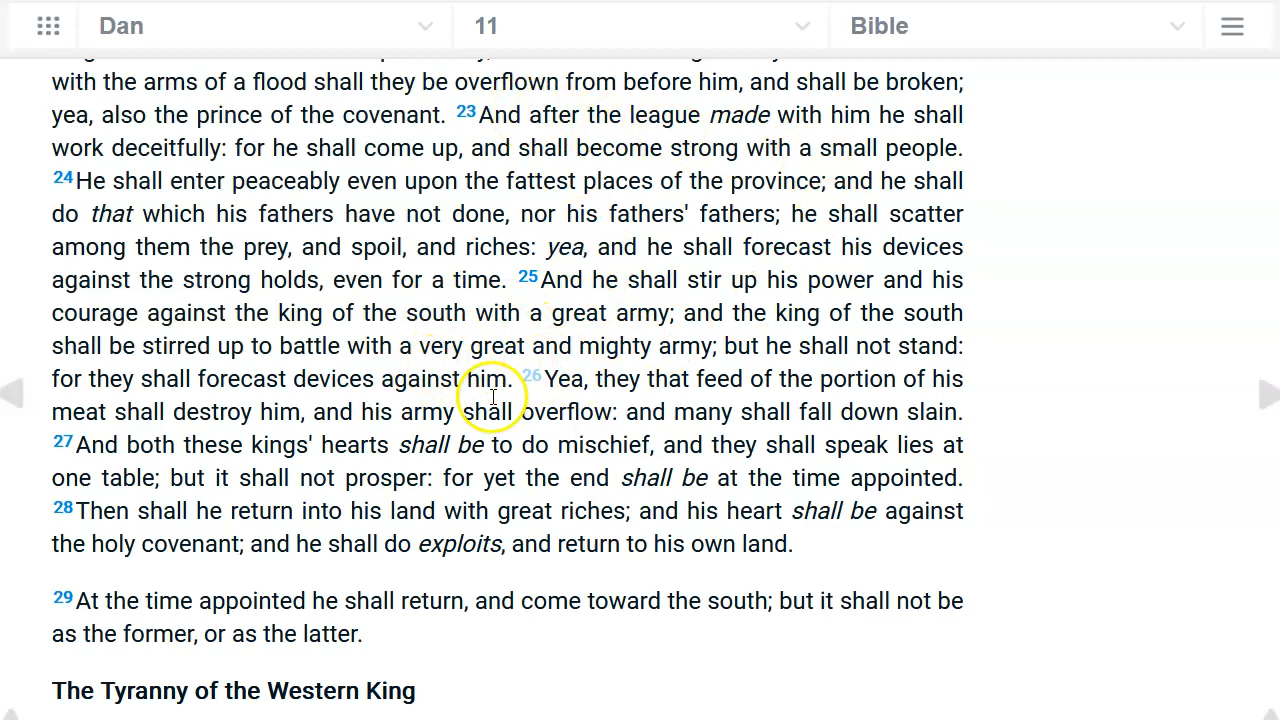 Dan 11 Bible
with the arms of a flood shall they be overflown from before him, and shall be broken;
yea, also the prince of the covenant. 23And after the league made with him he shall
work deceitfully: for he shall come up, and shall become strong with a small people.
24He shall enter peaceably even upon the fattest places of the province; and he shall
do that which his fathers have not done, nor his fathers' fathers; he shall scatter
among them the prey, and spoil, and riches: yea, and he shall forecast his devices
against the strong holds, even for a time. 25And he shall stir up his power and his
courage against the king of the south with a great army; and the king of the south
shall be stirred up to battle with a very great and mighty army; but he shall not stand:
for they shall forecast devices against him. 26Yea, they that feed of the portion of his
meat shall destroy him, and his army shall overflow: and many shall fall down slain.
27And both these kings' hearts shall be to do mischief, and they shall speak lies at
one table; but it shall not prosper: for yet the end shall be at the time appointed.
28Then shall he return into his land with great riches; and his heart shall be against
the holy covenant; and he shall do exploits, and return to his own land.
29At the time appointed he shall return, and come toward the south; but it shall not be
as the former, or as the latter.
The Tyranny of the Western King